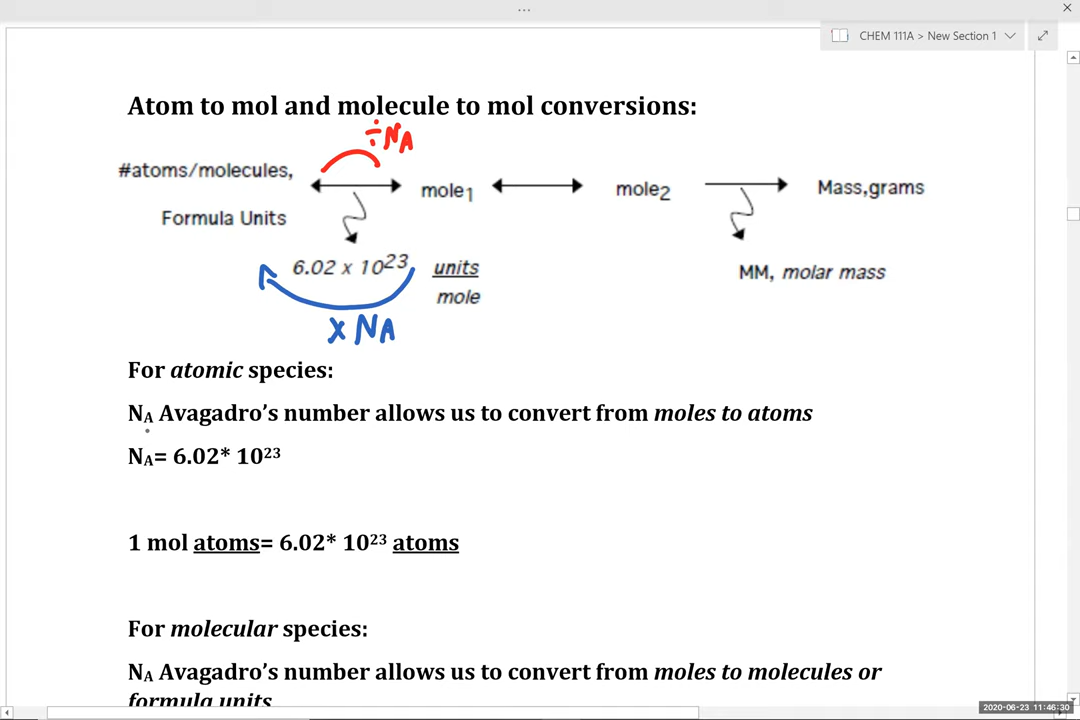 CHEM 111A > New Section 1
Atom to mol and molecule to mol conversions:
÷NA
#atoms/molecules,
mole1
mole2
Mass,grams
Formula Units
6.02 x 10^23
units
mole
MM, molar mass
x NA
For atomic species:
NA Avagadro’s number allows us to convert from moles to atoms
NA= 6.02* 10^23
1 mol atoms= 6.02* 10^23 atoms
For molecular species:
NA Avagadro’s number allows us to convert from moles to molecules or
formula units
2020-06-23 11:46:30